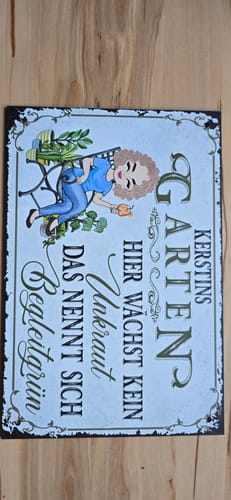 KERSTINS
GARTEN
HIER WÄCHST KEIN
Unkraut
DAS NENNT SICH
Begleitgrün